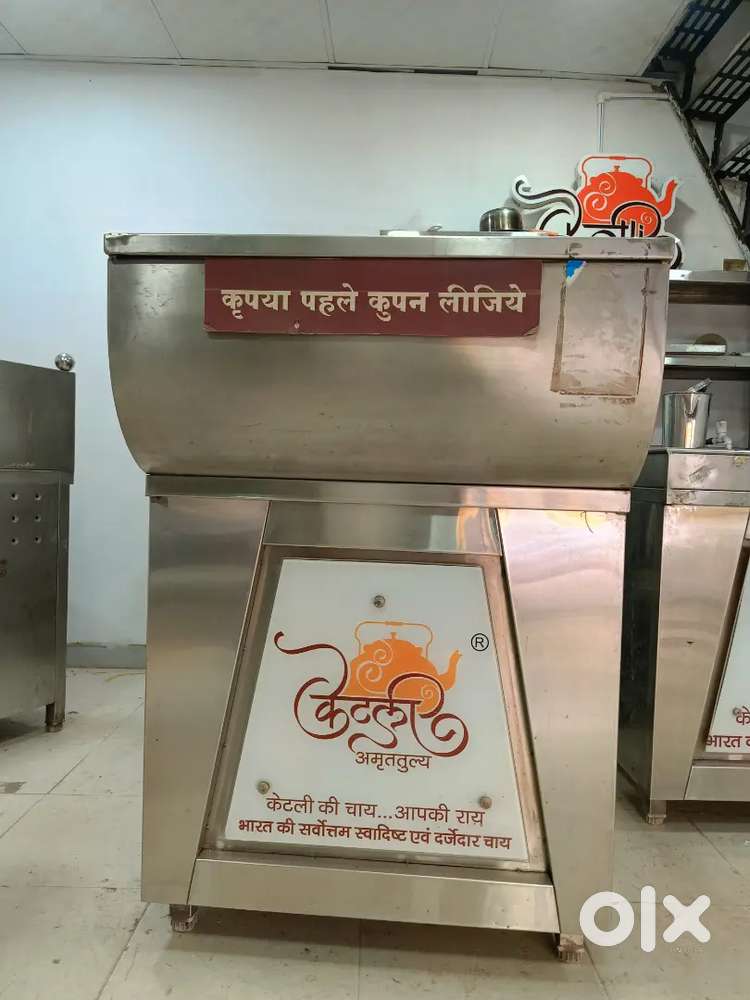 कृपया पहले कुपन लीजिये
केटली
अमृततुल्य
®
केटली की चाय...आपकी राय
भारत की सर्वोत्तम स्वादिष्ट एवं दर्जेदार चाय
olx